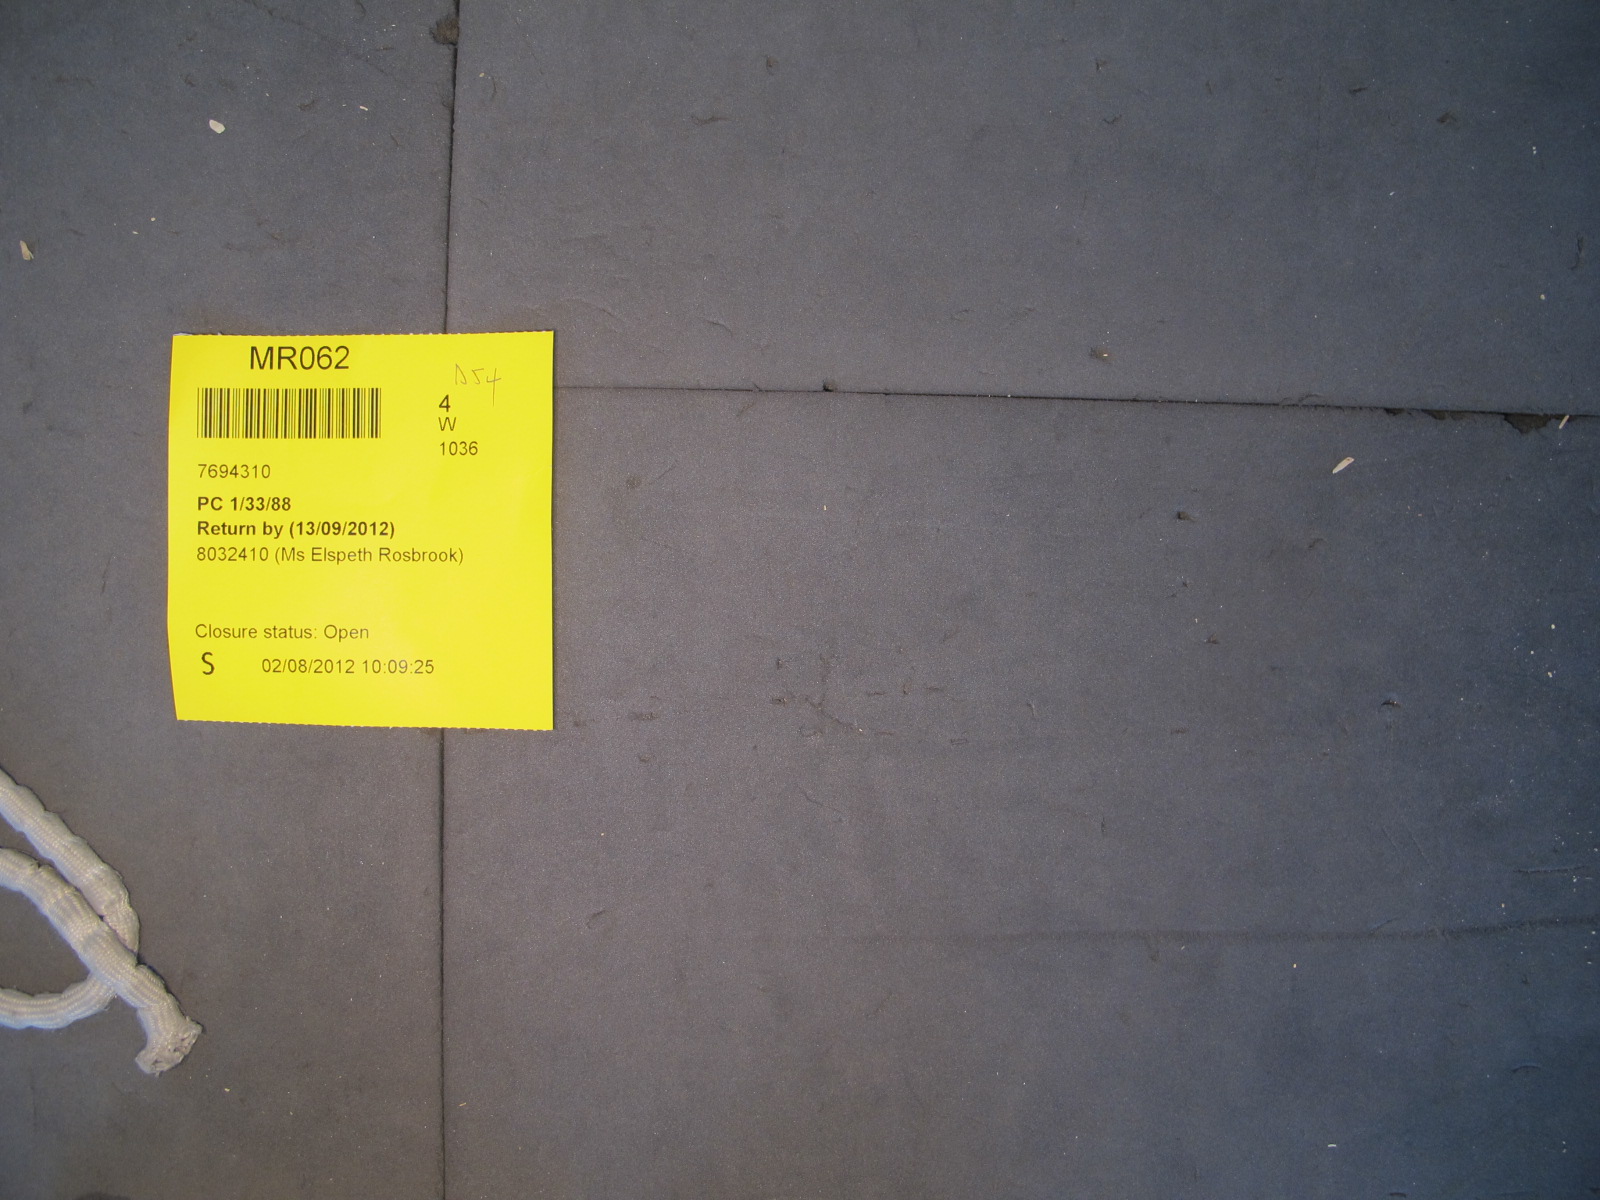 MR062
D54
4
W
1036
7694310
PC 1/33/88
Return by (13/09/2012)
8032410 (Ms Elspeth Rosbrook)
Closure status: Open
S 02/08/2012 10:09:25